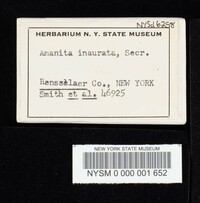 NYSd6258
HERBARIUM N. Y. STATE MUSEUM
Amanita inaurata, Secr.
Rensselaer Co., NEW YORK
Smith et al. 46925
NEW YORK STATE MUSEUM
NYSM 0 000 001 652